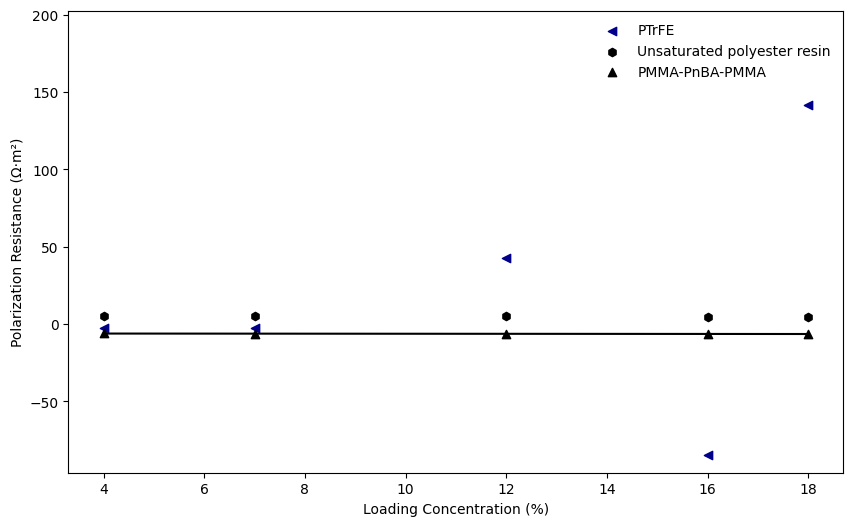 200
150
100
50
0
−50
4
6
8
10
12
14
16
18
Polarization Resistance (Ω·m²)
Loading Concentration (%)
PTrFE
Unsaturated polyester resin
PMMA-PnBA-PMMA